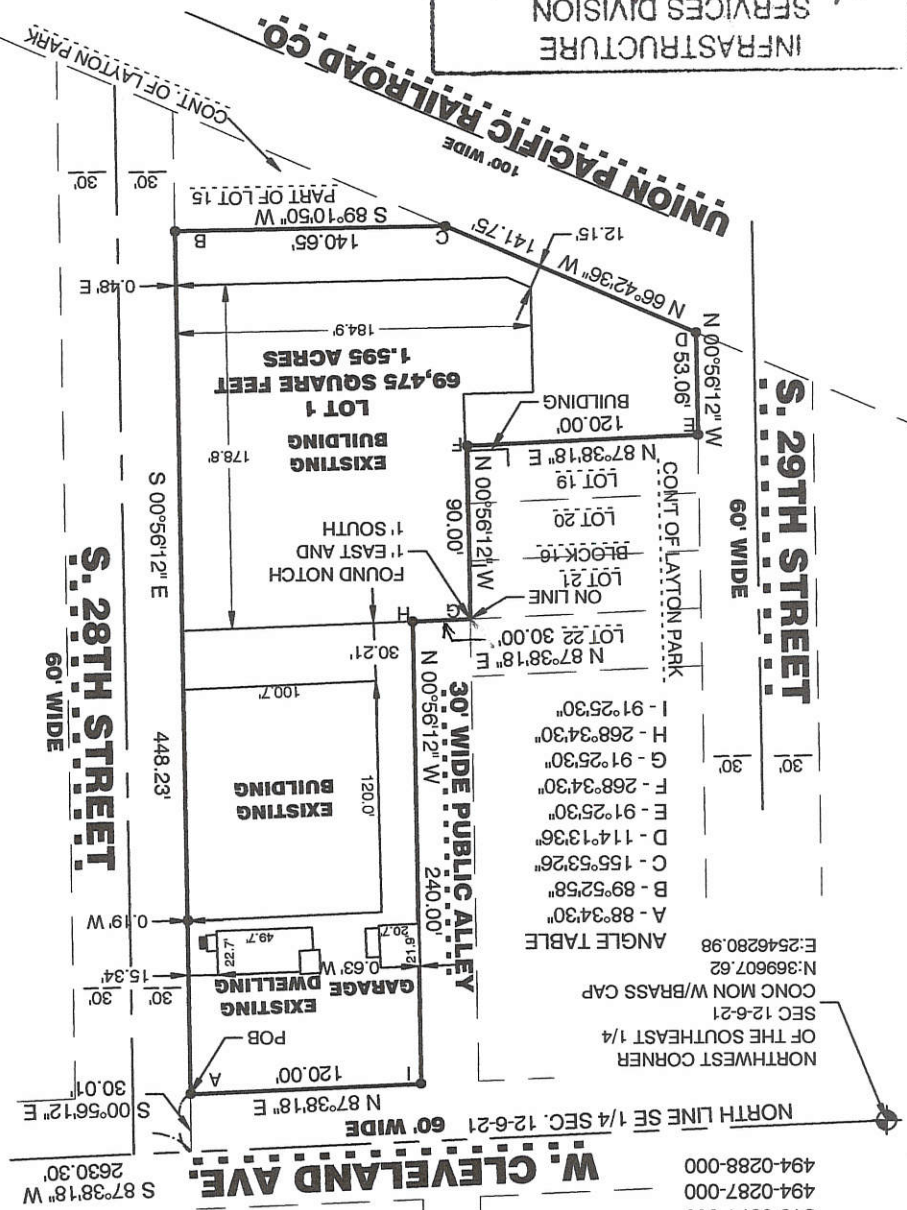 494-0287-000
494-0288-000
W. CLEVELAND AVE.
60' WIDE
S 87°38'18" W
2630.30'
NORTH LINE SE 1/4 SEC. 12-6-21
S 00°56'12" E
30.01'
N 87°38'18" E
120.00'
I
A
POB
NORTHWEST CORNER
OF THE SOUTHEAST 1/4
SEC 12-6-21
CONC MON W/BRASS CAP
N:369607.62
E:2546280.98
30'
30'
15.34'
EXISTING
DWELLING
GARAGE
0.63' W
21.9'
20.7'
22.7'
49.7'
0.19' W
ANGLE TABLE
A - 88°34'30"
B - 89°52'58"
C - 155°53'26"
D - 114°13'36"
E - 91°25'30"
F - 268°34'30"
G - 91°25'30"
H - 268°34'30"
I - 91°25'30"
30' WIDE PUBLIC ALLEY
240.00'
N 00°56'12" W
120.0'
EXISTING
BUILDING
100.7'
30.21'
448.23'
S 00°56'12" E
S. 28TH STREET
60' WIDE
30'
30'
S. 29TH STREET
60' WIDE
CONT OF LAYTON PARK
N 87°38'18" E
30.00'
LOT 22
G
H
ON LINE
FOUND NOTCH
1' EAST AND
1' SOUTH
LOT 21
BLOCK 16
LOT 20
LOT 19
N 00°56'12" W
90.00'
178.8'
N 87°38'18" E
120.00'
BUILDING
F
E
EXISTING
BUILDING
LOT 1
69,475 SQUARE FEET
1.595 ACRES
184.9'
53.06'
N 00°56'12" W
D
0.48' E
N 66°42'36" W
141.75'
12.15'
C
B
140.65'
S 89°10'50" W
PART OF LOT 15
30'
30'
UNION PACIFIC RAILROAD CO.
100' WIDE
CONT. OF LAYTON PARK
INFRASTRUCTURE
SERVICES DIVISION